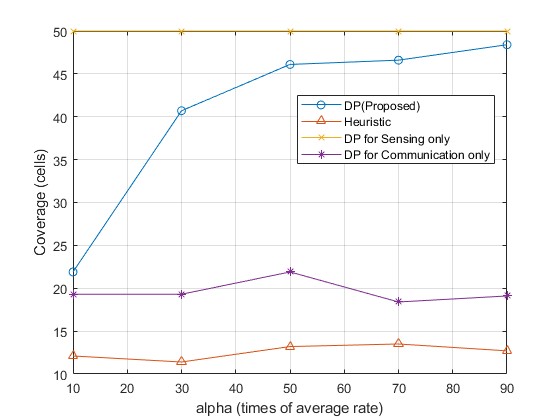 50
45
40
35
30
25
20
15
10
Coverage (cells)
DP(Proposed)
Heuristic
DP for Sensing only
DP for Communication only
10 20 30 40 50 60 70 80 90
alpha (times of average rate)